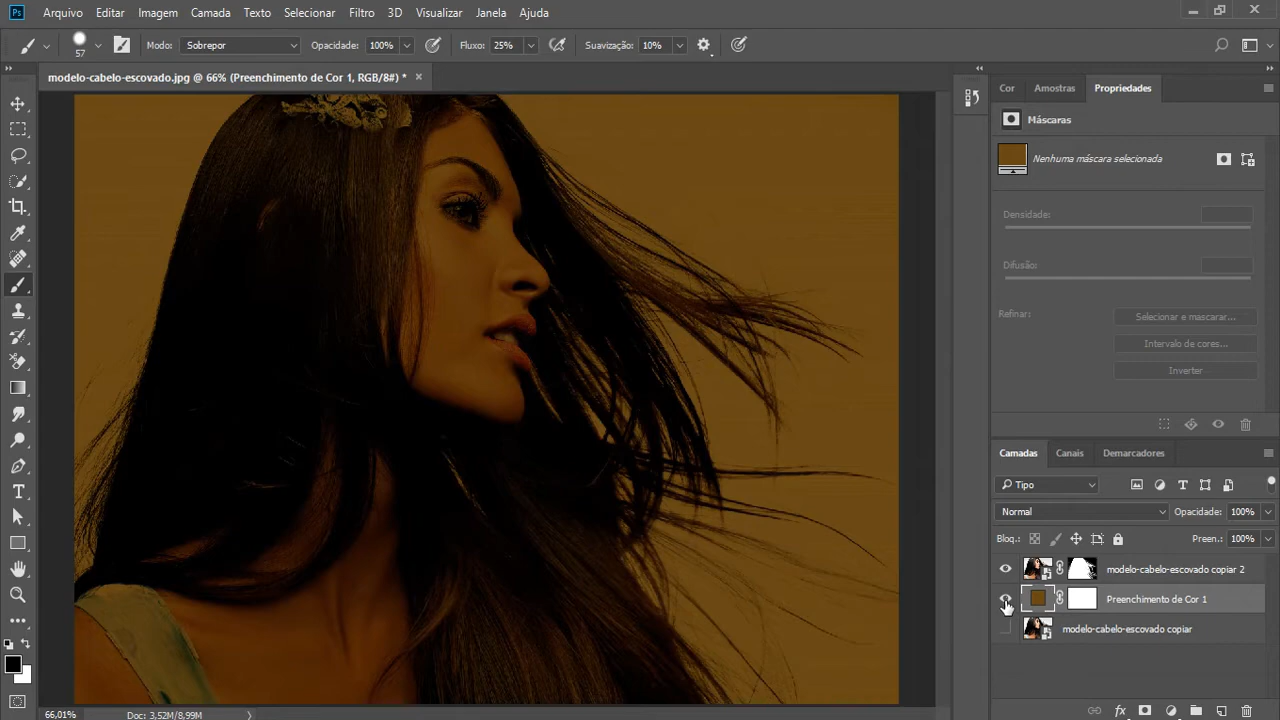 Ps Arquivo Editar Imagem Camada Texto Selecionar Filtro 3D Visualizar Janela Ajuda
57 Modo: Sobrepor Opacidade: 100% Fluxo: 25% Suavização: 10%
modelo-cabelo-escovado.jpg @ 66% (Preenchimento de Cor 1, RGB/8#) * ×
Cor Amostras Propriedades
Máscaras
Nenhuma máscara selecionada
Densidade:
Difusão:
Refinar: Selecionar e mascarar...
Intervalo de cores...
Inverter
Camadas Canais Demarcadores
Tipo
Normal Opacidade: 100%
Bloq.: Preen.: 100%
modelo-cabelo-escovado copiar 2
Preenchimento de Cor 1
modelo-cabelo-escovado copiar
66,01% Doc: 3,52M/8,99M